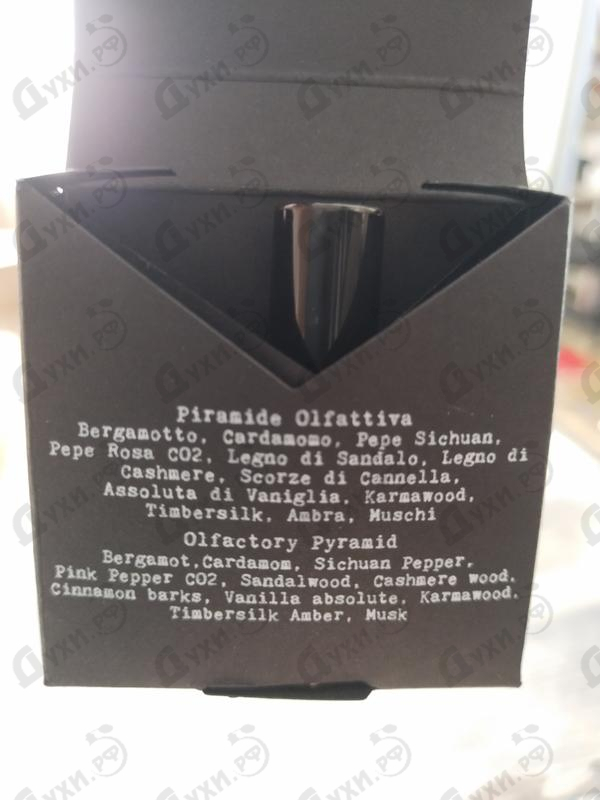 Piramide Olfattiva
Bergamotto, Cardamomo, Pepe Sichuan,
Pepe Rosa CO2, Legno di Sandalo, Legno di
Cashmere, Scorze di Cannella,
Assoluta di Vaniglia, Karmawood,
Timbersilk, Ambra, Muschi
Olfactory Pyramid
Bergamot,Cardamom, Sichuan Pepper,
Pink Pepper CO2, Sandalwood, Cashmere wood,
Cinnamon barks, Vanilla absolute, Karmawood,
Timbersilk Amber, Musk
Духи.РФ